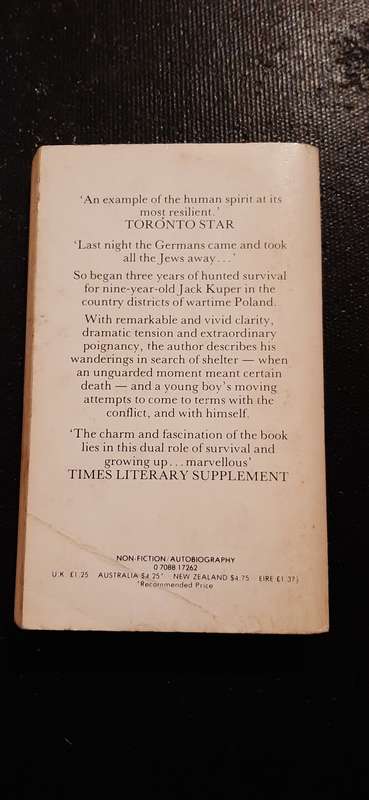 'An example of the human spirit at its
most resilient.'
TORONTO STAR
'Last night the Germans came and took
all the Jews away...'
So began three years of hunted survival
for nine-year-old Jack Kuper in the
country districts of wartime Poland.
With remarkable and vivid clarity,
dramatic tension and extraordinary
poignancy, the author describes his
wanderings in search of shelter — when
an unguarded moment meant certain
death — and a young boy's moving
attempts to come to terms with the
conflict, and with himself.
'The charm and fascination of the book
lies in this dual role of survival and
growing up...marvellous'
TIMES LITERARY SUPPLEMENT
NON-FICTION/AUTOBIOGRAPHY
0 7088 17262
U.K. £1.25 AUSTRALIA $4.25* NEW ZEALAND $4.75 EIRE £1.37½
*Recommended Price